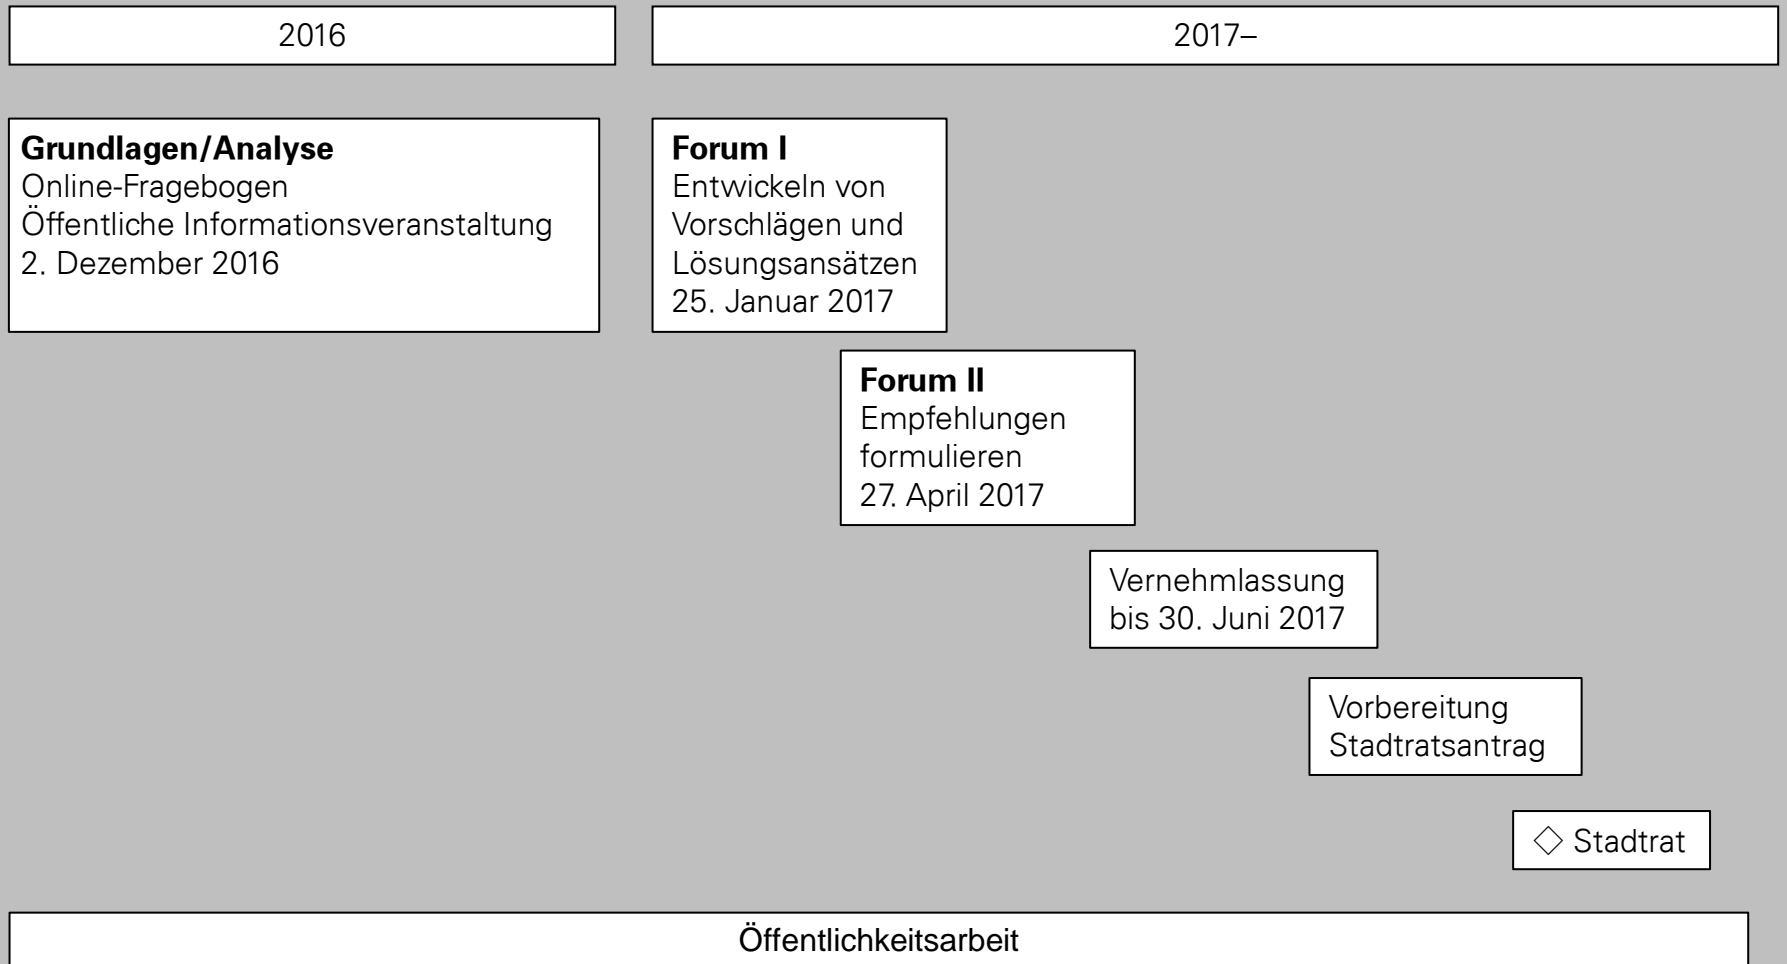 2016
2017–
Grundlagen/Analyse
Online-Fragebogen
Öffentliche Informationsveranstaltung
2. Dezember 2016
Forum I
Entwickeln von
Vorschlägen und
Lösungsansätzen
25. Januar 2017
Forum II
Empfehlungen
formulieren
27. April 2017
Vernehmlassung
bis 30. Juni 2017
Vorbereitung
Stadtratsantrag
◇ Stadtrat
Öffentlichkeitsarbeit